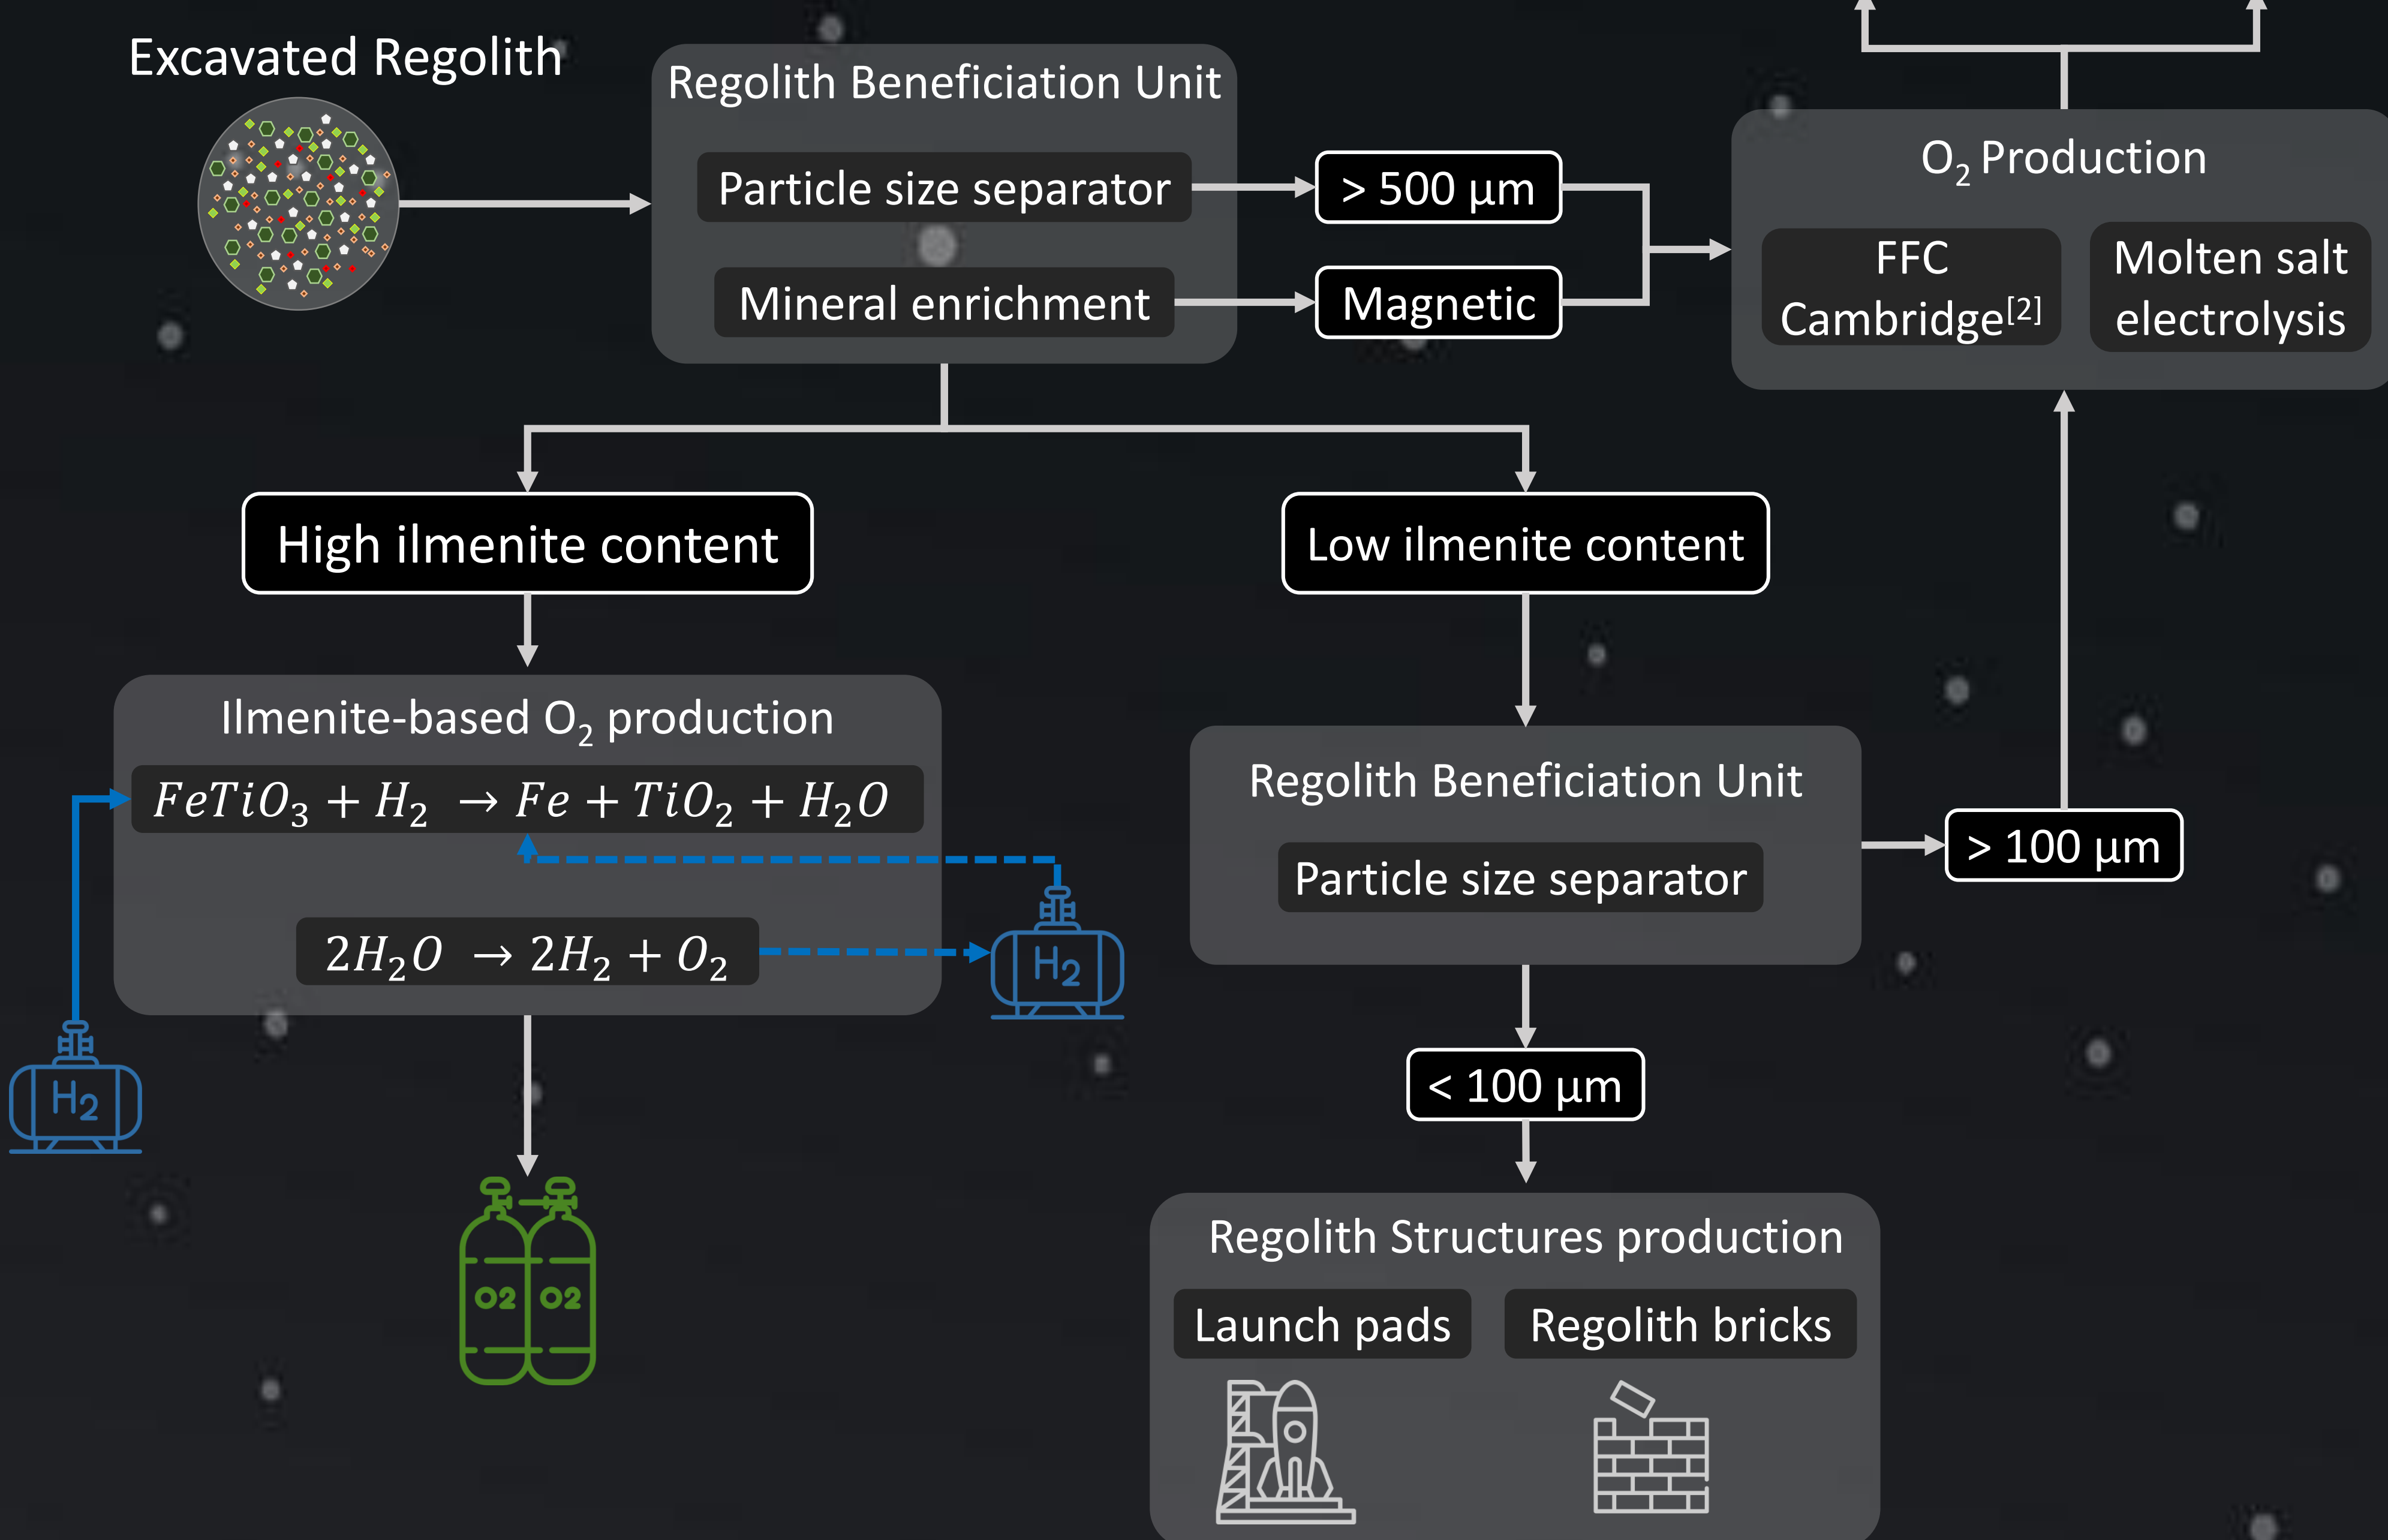 Excavated Regolith
Regolith Beneficiation Unit
Particle size separator
> 500 µm
Mineral enrichment
Magnetic
O₂ Production
FFC
Cambridge[2]
Molten salt
electrolysis
High ilmenite content
Low ilmenite content
Ilmenite-based O₂ production
FeTiO₃ + H₂ → Fe + TiO₂ + H₂O
2H₂O → 2H₂ + O₂
H2
H2
O2 O2
Regolith Beneficiation Unit
Particle size separator
> 100 µm
< 100 µm
Regolith Structures production
Launch pads
Regolith bricks